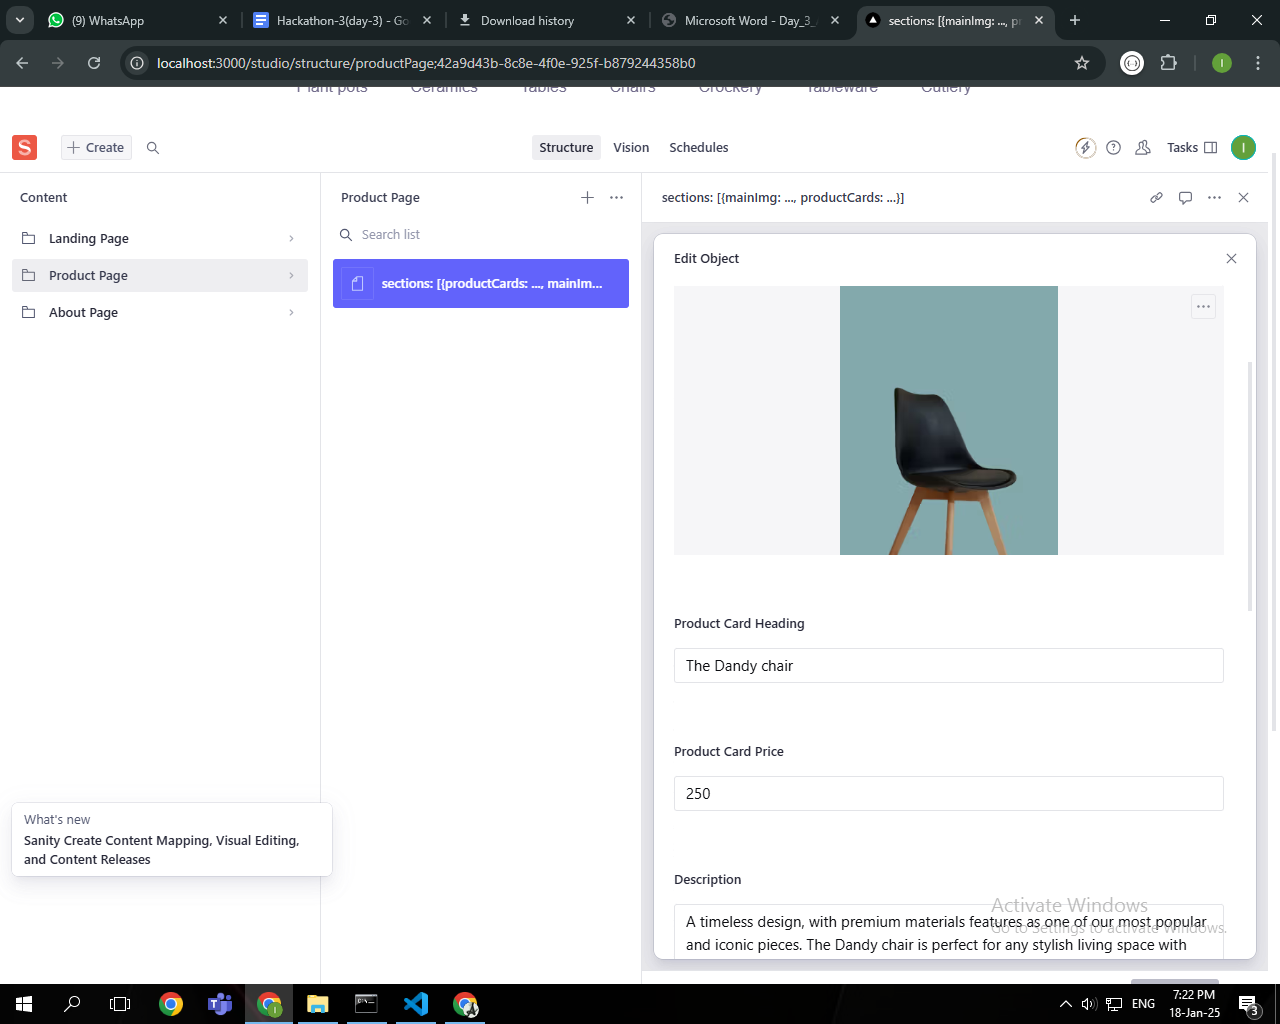 (9) WhatsApp
Hackathon-3(day-3) - Go
Download history
Microsoft Word - Day_3_
sections: [{mainImg: ..., pr
localhost:3000/studio/structure/productPage;42a9d43b-8c8e-4f0e-925f-b879244358b0
I
Plant pots Ceramics Tables Chairs Crockery Tableware Cutlery
S
Create
Structure Vision Schedules
Tasks
I
Content
Landing Page
Product Page
About Page
Product Page
Search list
sections: [{productCards: ..., mainIm...
sections: [{mainImg: ..., productCards: ...}]
Edit Object
Product Card Heading
The Dandy chair
Product Card Price
250
Description
A timeless design, with premium materials features as one of our most popular
and iconic pieces. The Dandy chair is perfect for any stylish living space with
What's new
Sanity Create Content Mapping, Visual Editing,
and Content Releases
Activate Windows
Go to Settings to activate Windows.
ENG
7:22 PM
18-Jan-25
3